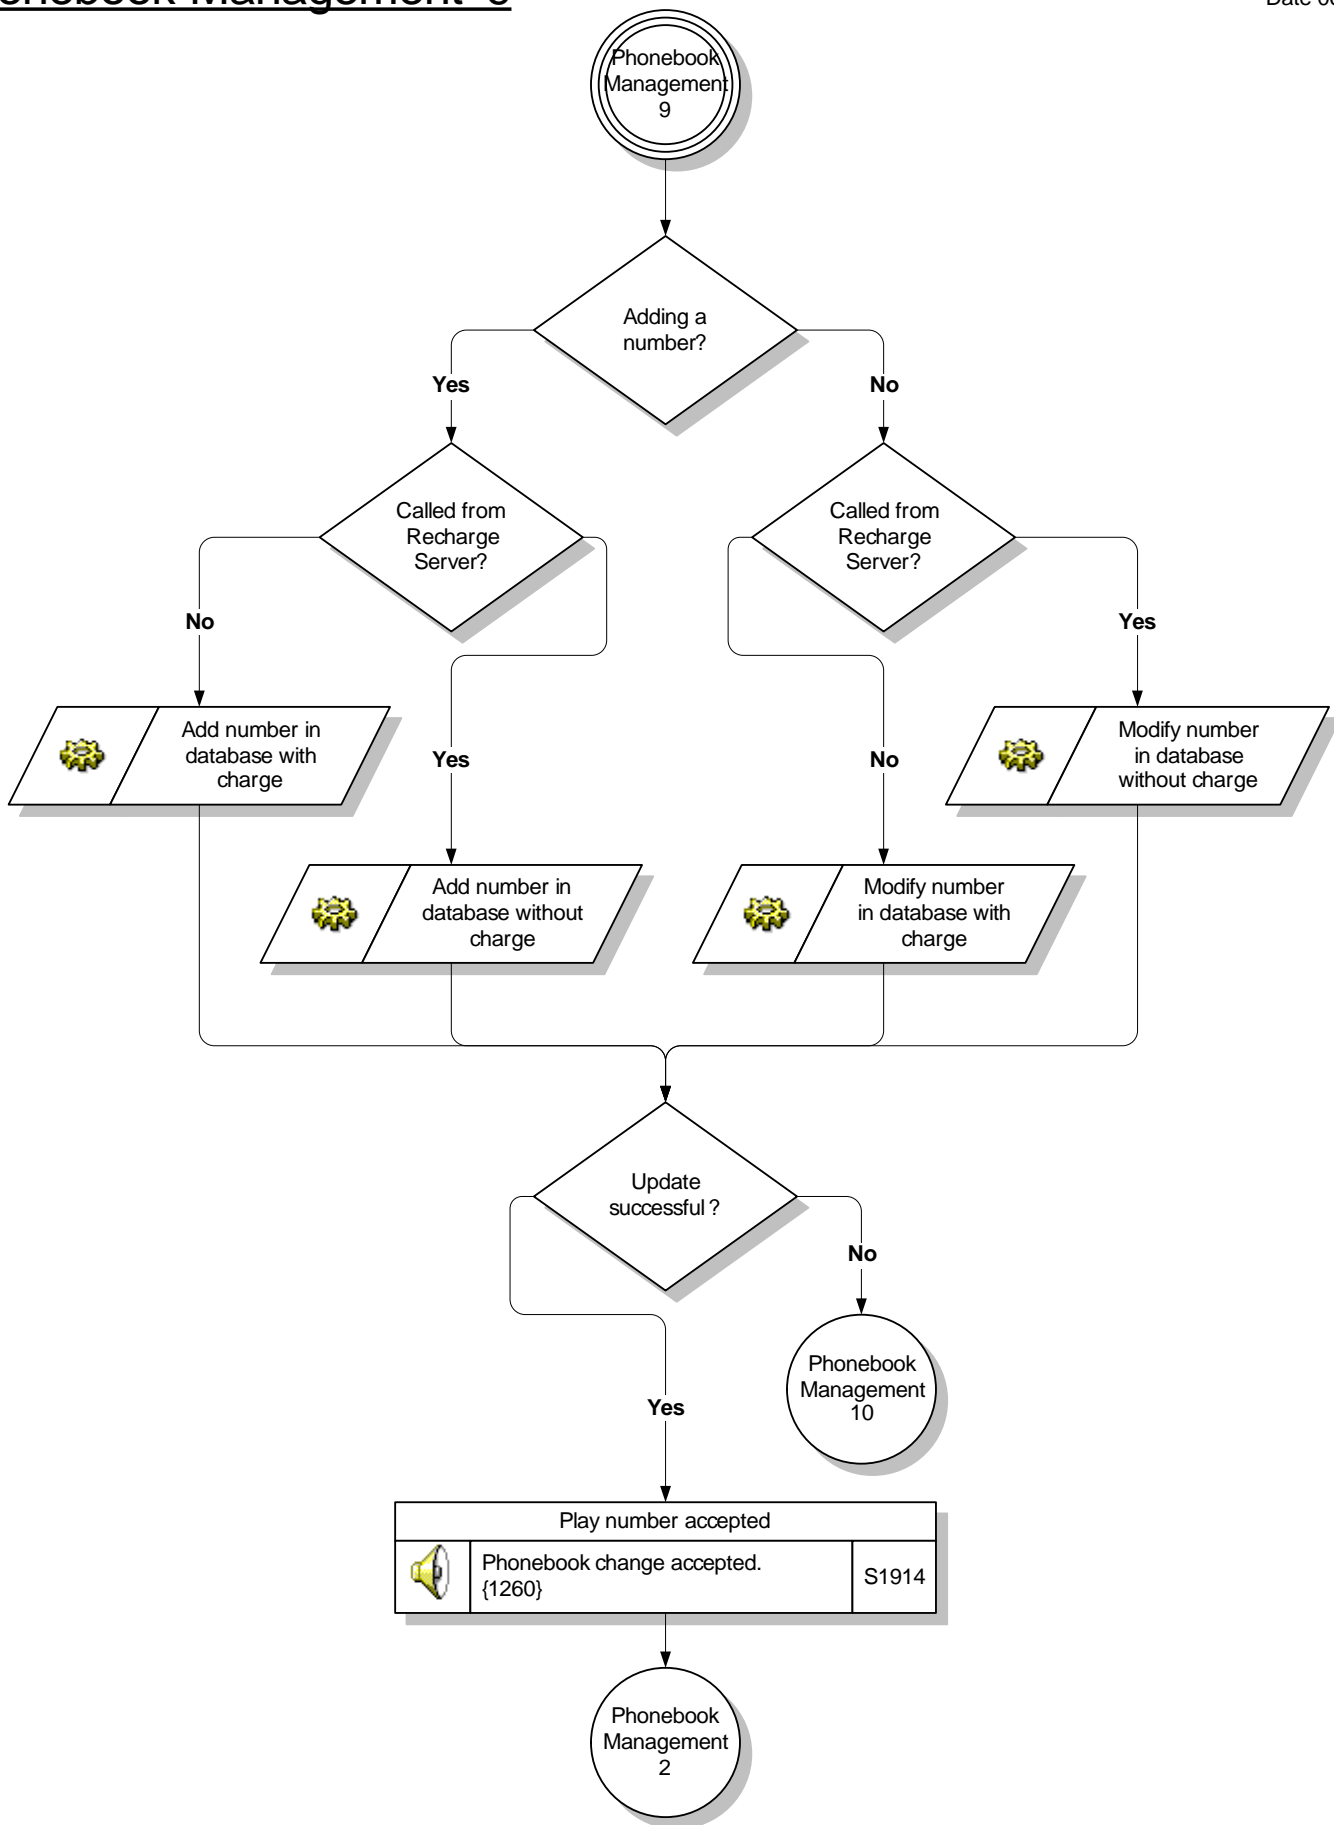 Management
Date
Phonebook
Management
9
Adding a
number?
Yes
No
Called from
Recharge
Server?
Called from
Recharge
Server?
No
Yes
Add number in
database with
charge
Yes
No
Modify number
in database
without charge
Add number in
database without
charge
Modify number
in database with
charge
Update
successful ?
No
Phonebook
Management
10
Yes
Play number accepted
Phonebook change accepted.
{1260}
S1914
Phonebook
Management
2